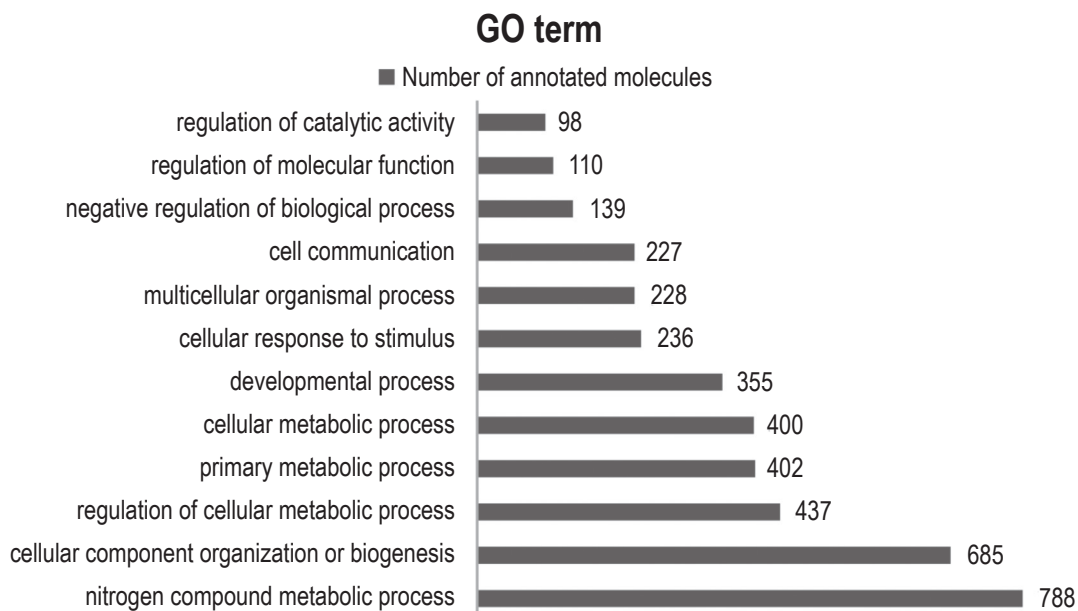 GO term
Number of annotated molecules
regulation of catalytic activity 98
regulation of molecular function 110
negative regulation of biological process 139
cell communication 227
multicellular organismal process 228
cellular response to stimulus 236
developmental process 355
cellular metabolic process 400
primary metabolic process 402
regulation of cellular metabolic process 437
cellular component organization or biogenesis 685
nitrogen compound metabolic process 788